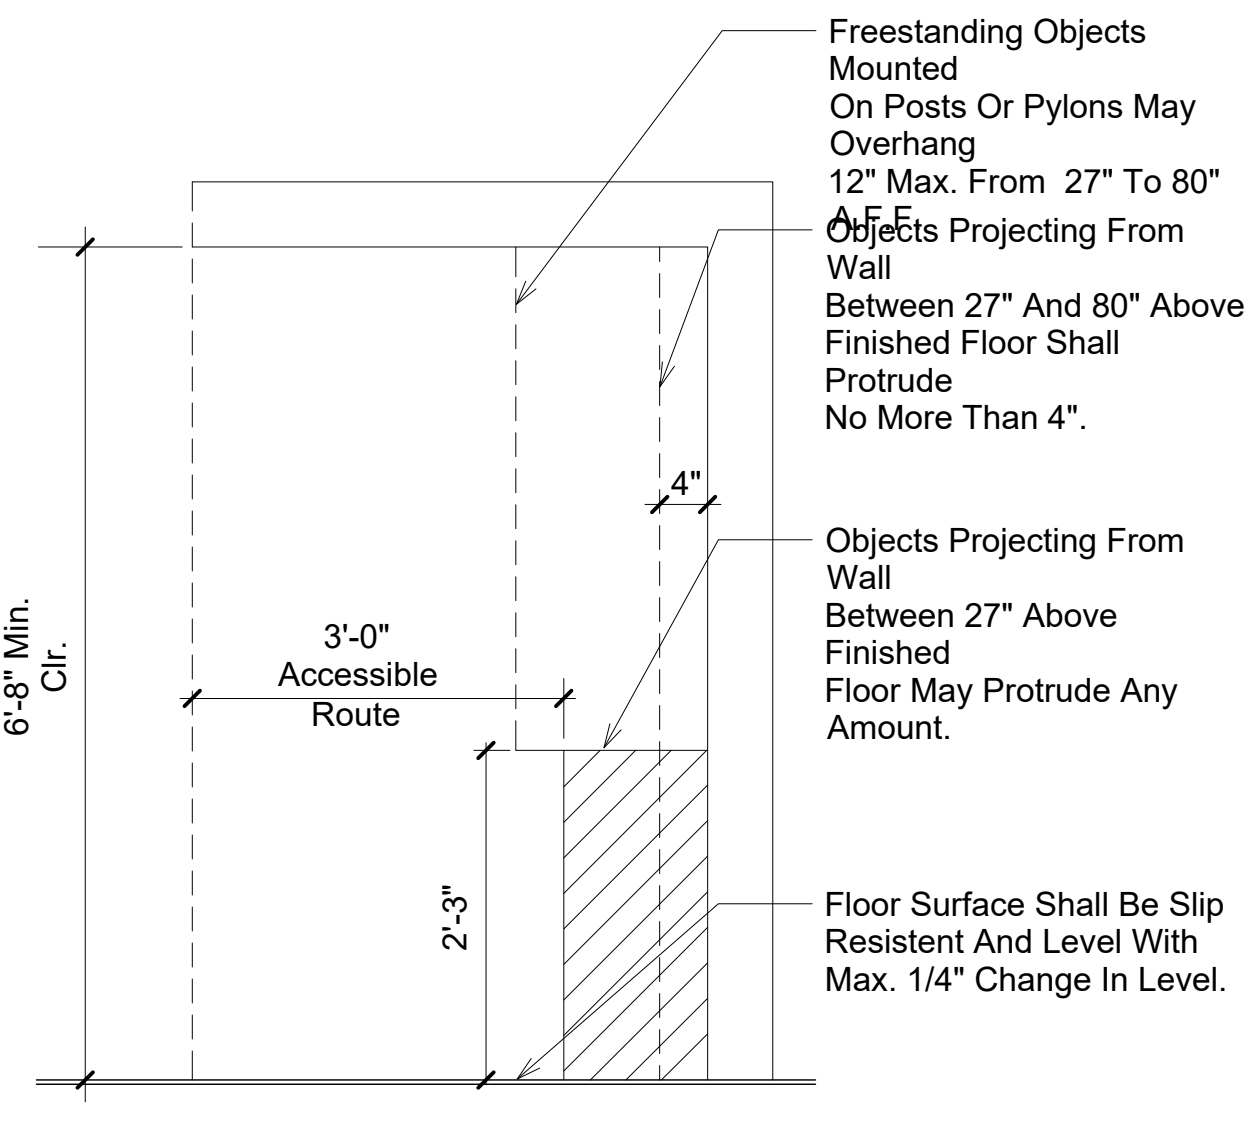 Freestanding Objects
Mounted
On Posts Or Pylons May
Overhang
12" Max. From 27" To 80"
A.F.F.
Objects Projecting From
Wall
Between 27" And 80" Above
Finished Floor Shall
Protrude
No More Than 4".
4"
Objects Projecting From
Wall
Between 27" Above
Finished
Floor May Protrude Any
Amount.
6'-8" Min.
Clr.
3'-0"
Accessible
Route
2'-3"
Floor Surface Shall Be Slip
Resistent And Level With
Max. 1/4" Change In Level.